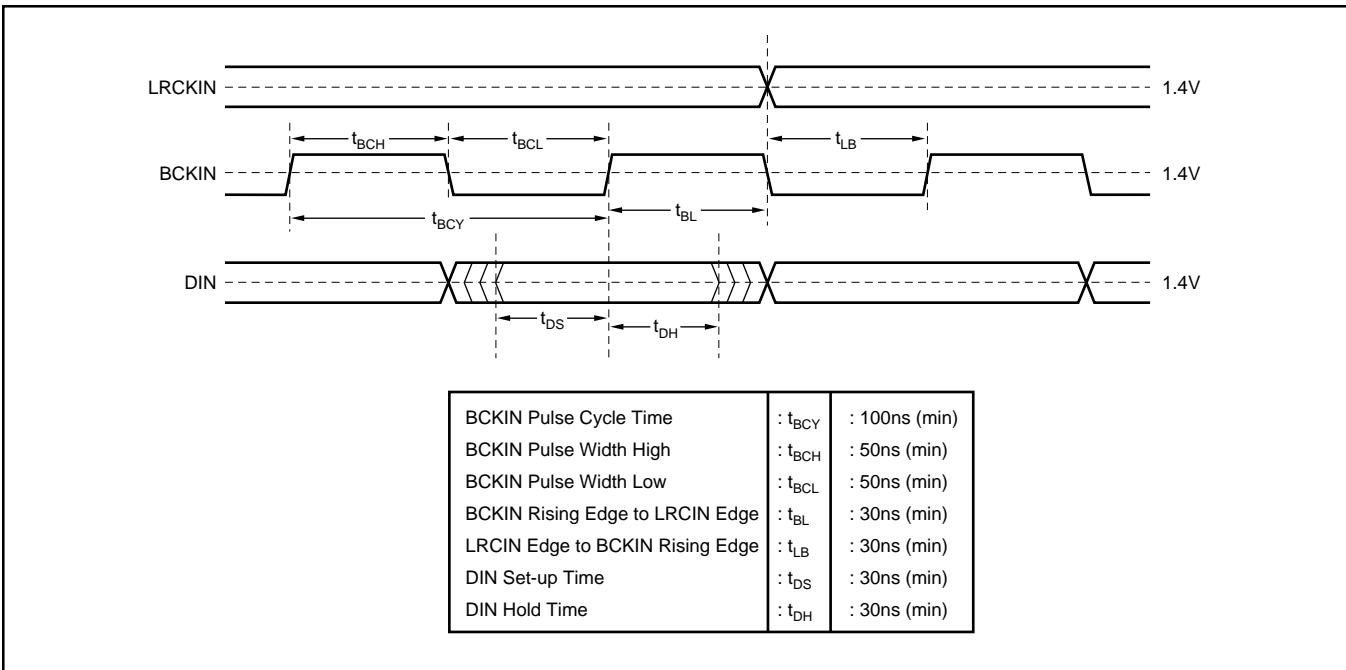 LRCKIN
1.4V
t_BCH
t_BCL
t_LB
BCKIN
1.4V
t_BCY
t_BL
DIN
1.4V
t_DS
t_DH
BCKIN Pulse Cycle Time : t_BCY : 100ns (min)
BCKIN Pulse Width High : t_BCH : 50ns (min)
BCKIN Pulse Width Low : t_BCL : 50ns (min)
BCKIN Rising Edge to LRCIN Edge : t_BL : 30ns (min)
LRCIN Edge to BCKIN Rising Edge : t_LB : 30ns (min)
DIN Set-up Time : t_DS : 30ns (min)
DIN Hold Time : t_DH : 30ns (min)